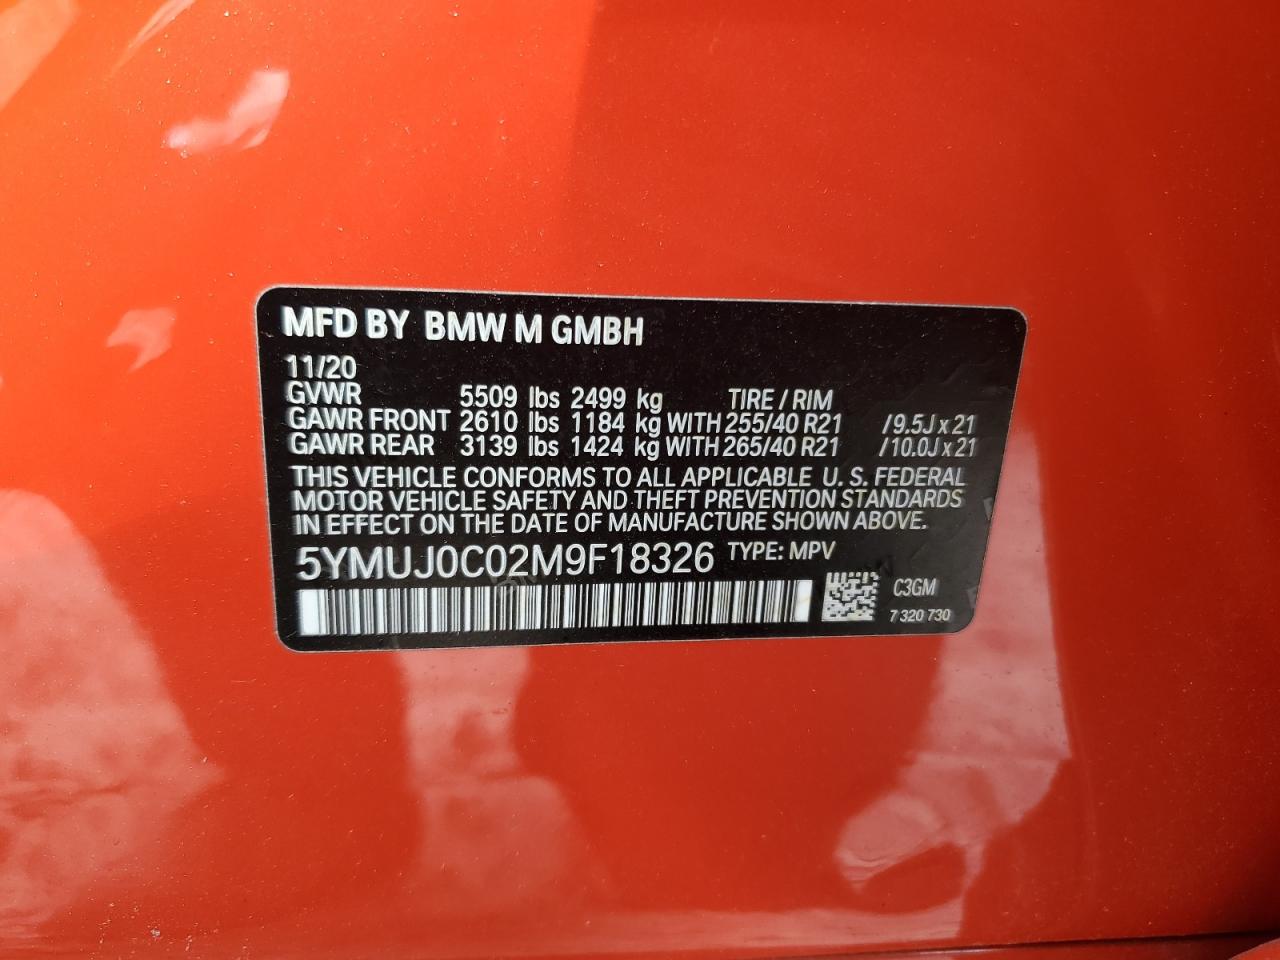 MFD BY BMW M GMBH
11/20
GVWR 5509 lbs 2499 kg TIRE / RIM
GAWR FRONT 2610 lbs 1184 kg WITH 255/40 R21 /9.5J x 21
GAWR REAR 3139 lbs 1424 kg WITH 265/40 R21 /10.0J x 21
THIS VEHICLE CONFORMS TO ALL APPLICABLE U. S. FEDERAL
MOTOR VEHICLE SAFETY AND THEFT PREVENTION STANDARDS
IN EFFECT ON THE DATE OF MANUFACTURE SHOWN ABOVE.
5YMUJ0C02M9F18326 TYPE: MPV
C3GM
7 320 730